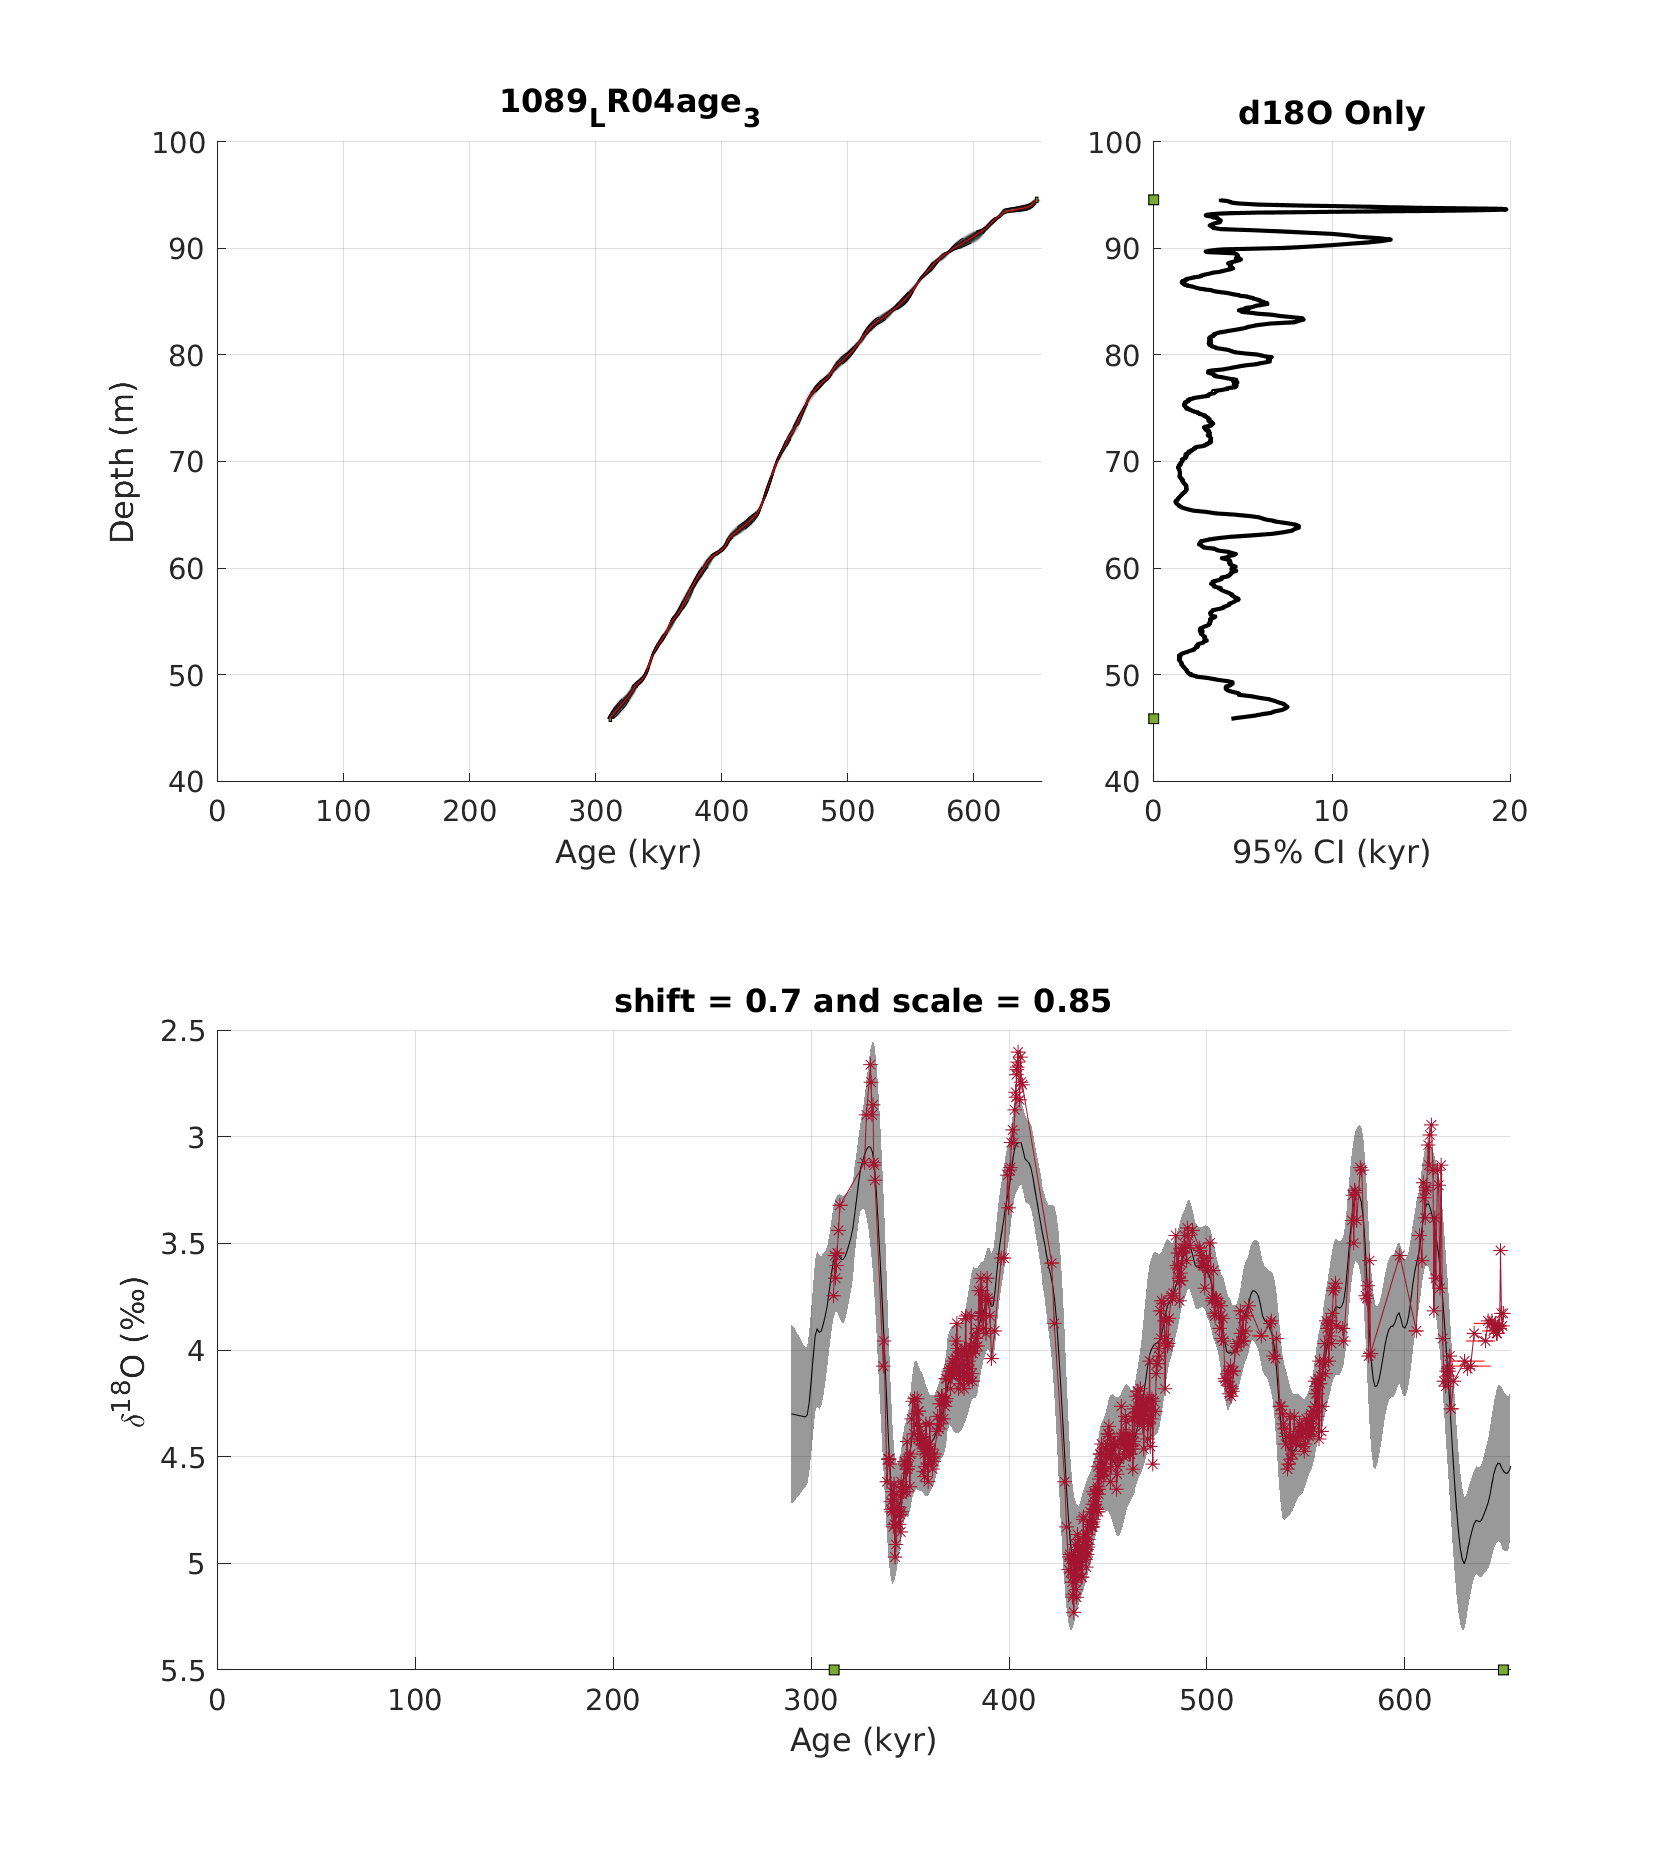 1089LR04age3
d18O Only
100
90
80
70
60
50
40
Depth (m)
0 100 200 300 400 500 600
Age (kyr)
100
90
80
70
60
50
40
0 10 20
95% CI (kyr)
shift = 0.7 and scale = 0.85
2.5
3
3.5
4
4.5
5
5.5
δ18O (‰)
0 100 200 300 400 500 600
Age (kyr)